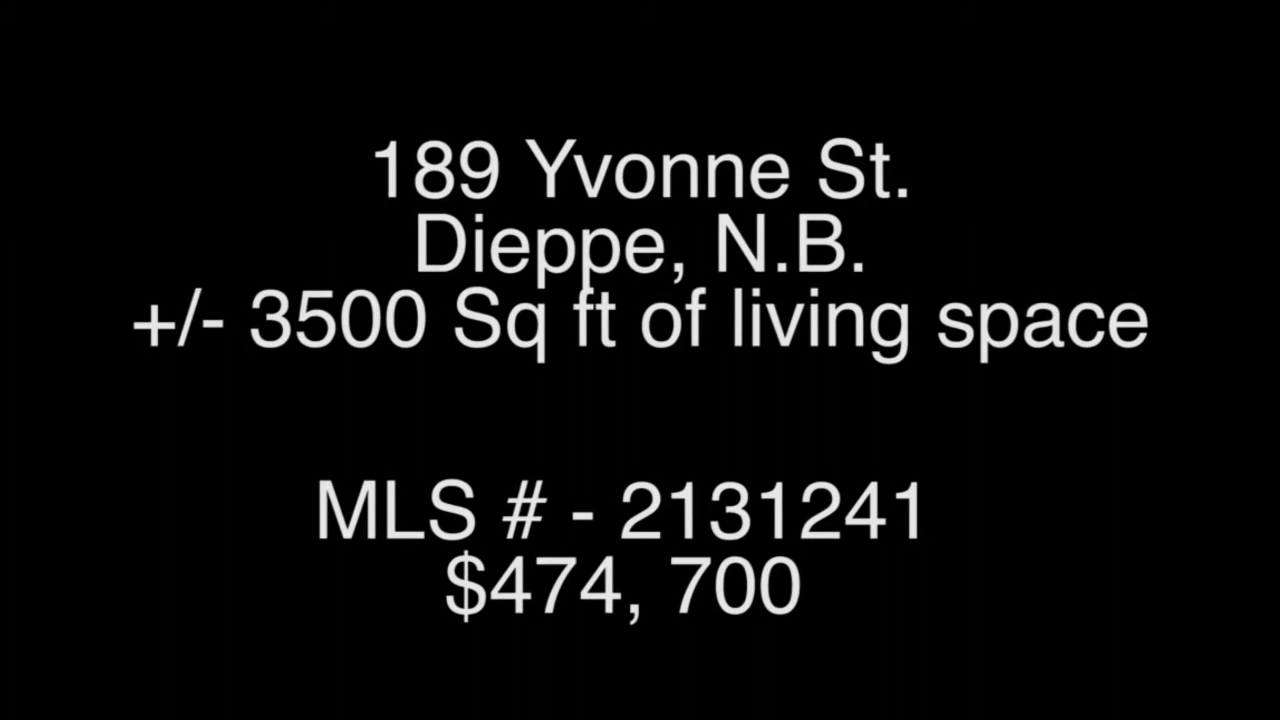 189 Yvonne St.
Dieppe, N.B.
+/- 3500 Sq ft of living space
MLS # - 2131241
$474, 700